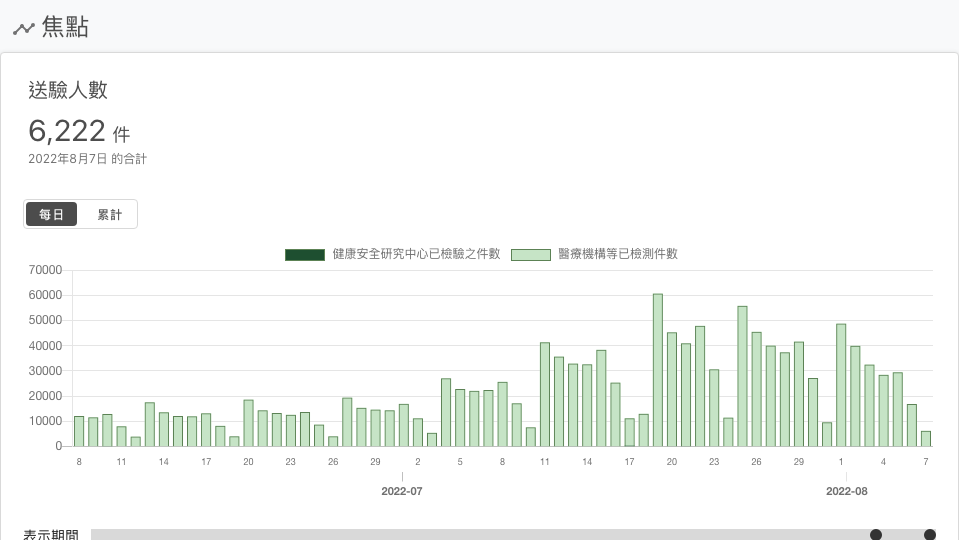 焦點
送驗人數
6,222 件
2022年8月7日 的合計
每日 累計
健康安全研究中心已檢驗之件數 醫療機構等已檢測件數
70000
60000
50000
40000
30000
20000
10000
0
8 11 14 17 20 23 26 29 2 5 8 11 14 17 20 23 26 29 1 4 7
2022-07 2022-08
表示期間